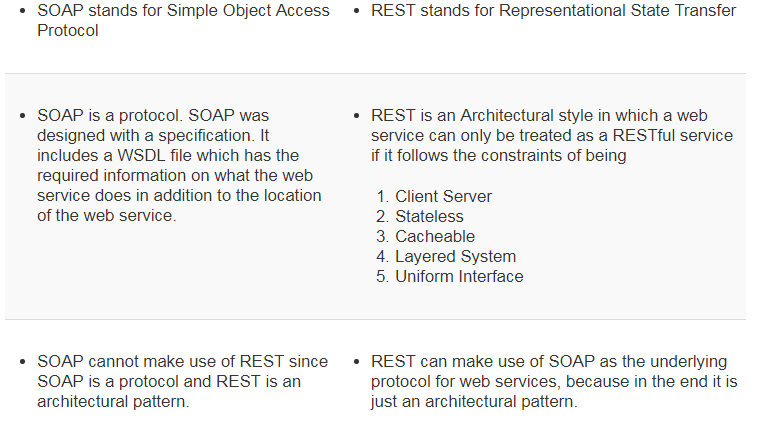 • SOAP stands for Simple Object Access
Protocol
• REST stands for Representational State Transfer
• SOAP is a protocol. SOAP was
designed with a specification. It
includes a WSDL file which has the
required information on what the web
service does in addition to the location
of the web service.
• REST is an Architectural style in which a web
service can only be treated as a RESTful service
if it follows the constraints of being
1. Client Server
2. Stateless
3. Cacheable
4. Layered System
5. Uniform Interface
• SOAP cannot make use of REST since
SOAP is a protocol and REST is an
architectural pattern.
• REST can make use of SOAP as the underlying
protocol for web services, because in the end it is
just an architectural pattern.